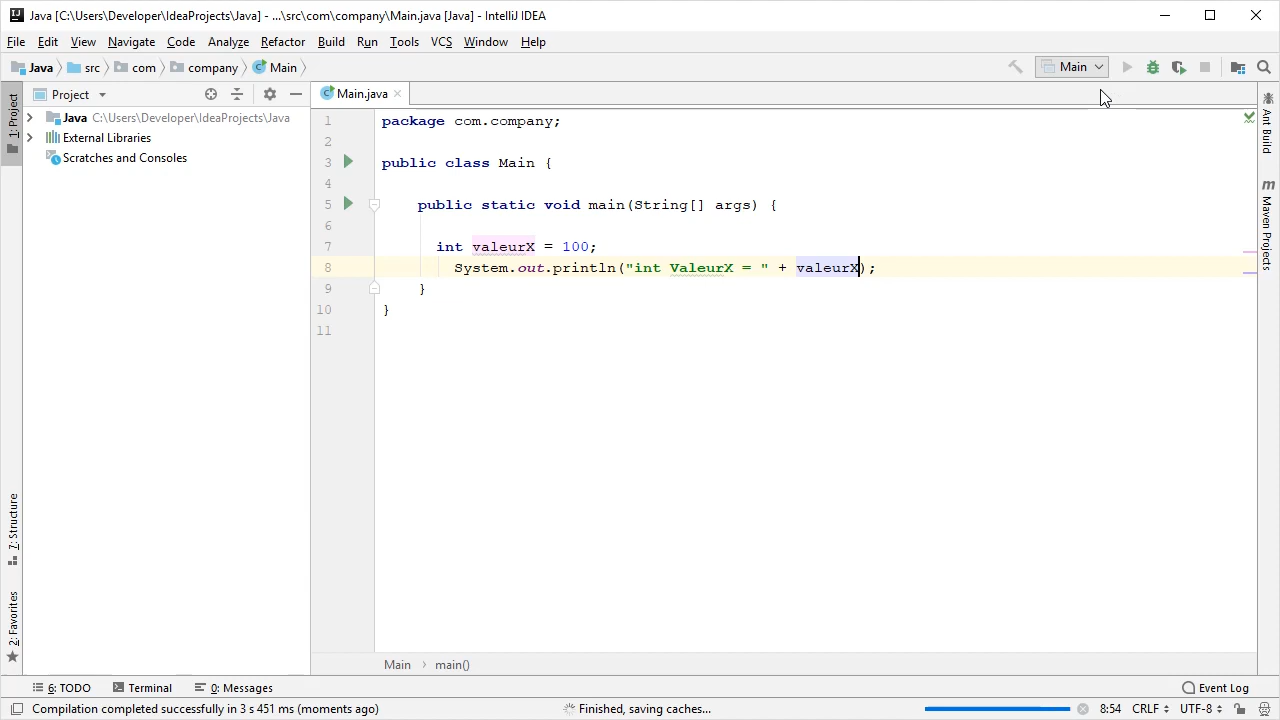 Java [C:\Users\Developer\IdeaProjects\Java] - ...\src\com\company\Main.java [Java] - IntelliJ IDEA
File Edit View Navigate Code Analyze Refactor Build Run Tools VCS Window Help
Java src com company Main
Main
1: Project
Project
Main.java
Java C:\Users\Developer\IdeaProjects\Java
External Libraries
Scratches and Consoles
1 package com.company;
2
3 public class Main {
4
5 public static void main(String[] args) {
6
7 int valeurX = 100;
8 System.out.println("int ValeurX = " + valeurX);
9 }
10 }
11
Ant Build
m Maven Projects
7: Structure
2: Favorites
Main main()
6: TODO Terminal 0: Messages Event Log
Compilation completed successfully in 3 s 451 ms (moments ago) Finished, saving caches... 8:54 CRLF UTF-8